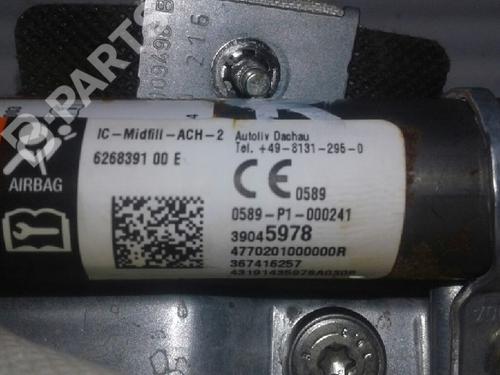 B PARTS
216
IC-Midfill-ACH-2
Autoliv Dachau
Tel. +49-8131-295-0
6268391 00 E
AIRBAG
0589
0589-P1-000241
39045978
4770201000000R
367416257